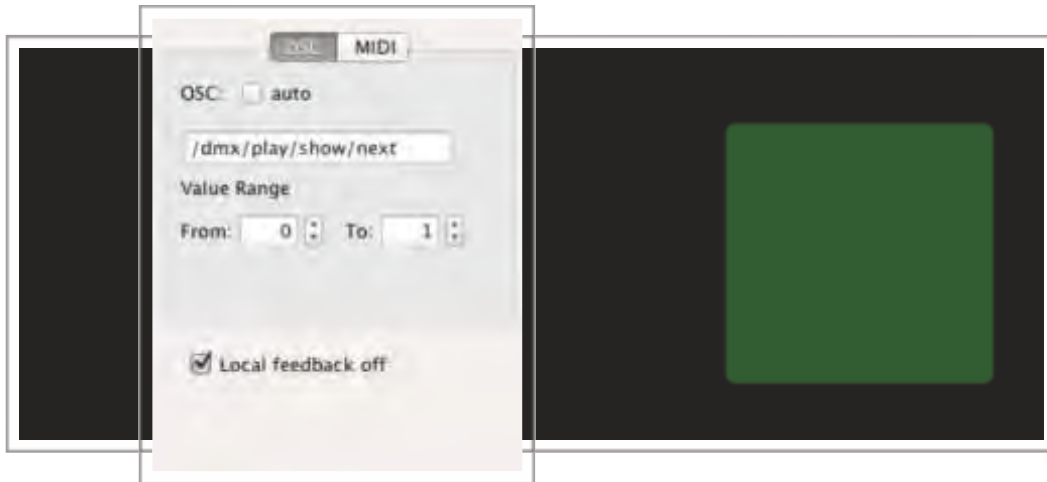 MIDI
OSC: auto
/dmx/play/show/next
Value Range
From: 0 To: 1
Local feedback off